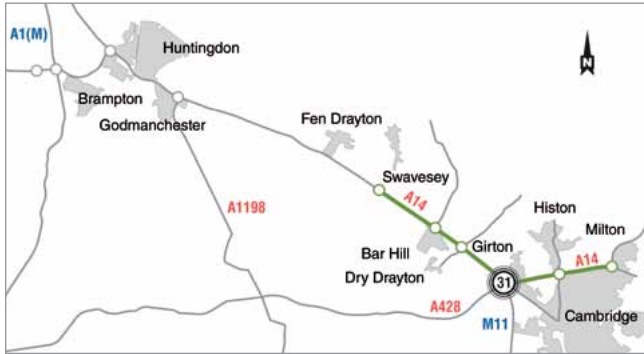 A1(M)
Huntingdon
N
Brampton
Godmanchester
Fen Drayton
Swavesey
A14
A1198
Histon
Milton
Girton
Bar Hill
A14
Dry Drayton
31
A428
M11
Cambridge